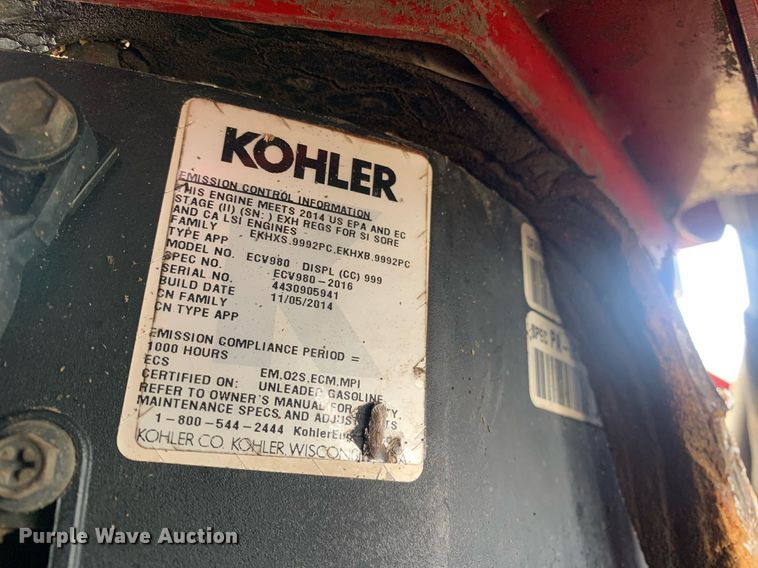 KOHLER
EMISSION CONTROL INFORMATION
THIS ENGINE MEETS 2014 US EPA AND EC
STAGE (II) (SN: ) EXH REGS FOR SI SORE
AND CA LSI ENGINES
FAMILY EKHXS.9992PC.EKHXB.9992PC
TYPE APP
MODEL NO. ECV980 DISPL (CC) 999
SPEC NO. ECV980-2016
SERIAL NO. 4430905941
BUILD DATE 11/05/2014
CN FAMILY
CN TYPE APP
EMISSION COMPLIANCE PERIOD =
1000 HOURS
ECS EM.O2S.ECM.MPI
CERTIFIED ON: UNLEADED GASOLINE
REFER TO OWNER'S MANUAL FOR
MAINTENANCE SPECS, AND
1-800-544-2444
KOHLER CO. KOHLER,
SPEC PA-
Purple Wave Auction